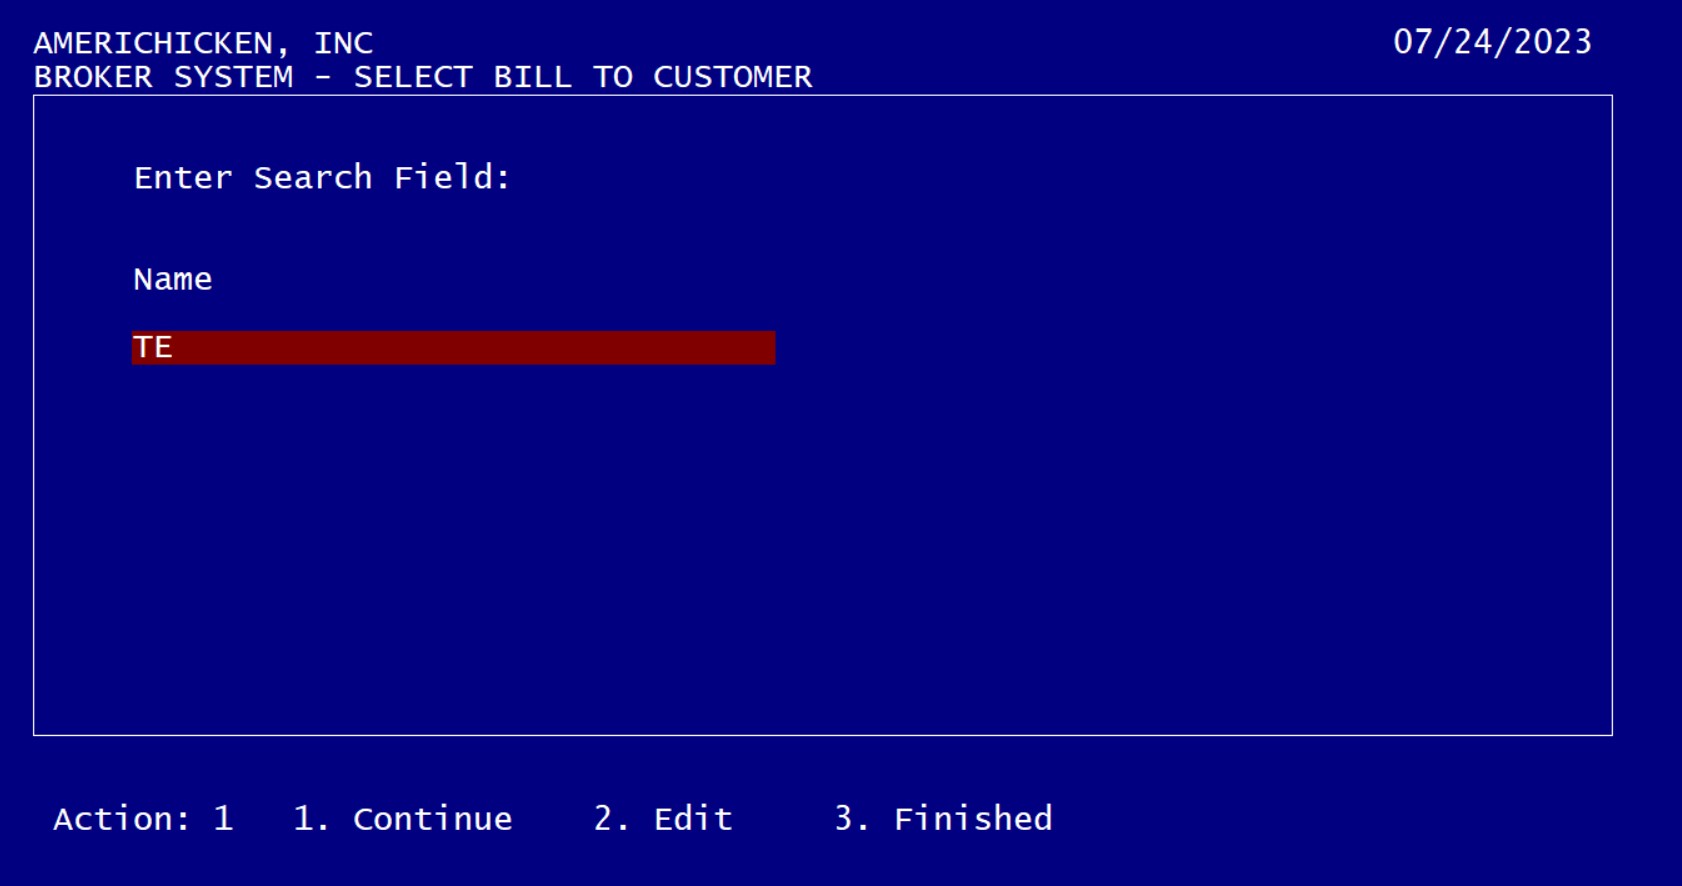 AMERICHICKEN, INC 07/24/2023
BROKER SYSTEM - SELECT BILL TO CUSTOMER
Enter Search Field:
Name
TE
Action: 1 1. Continue 2. Edit 3. Finished